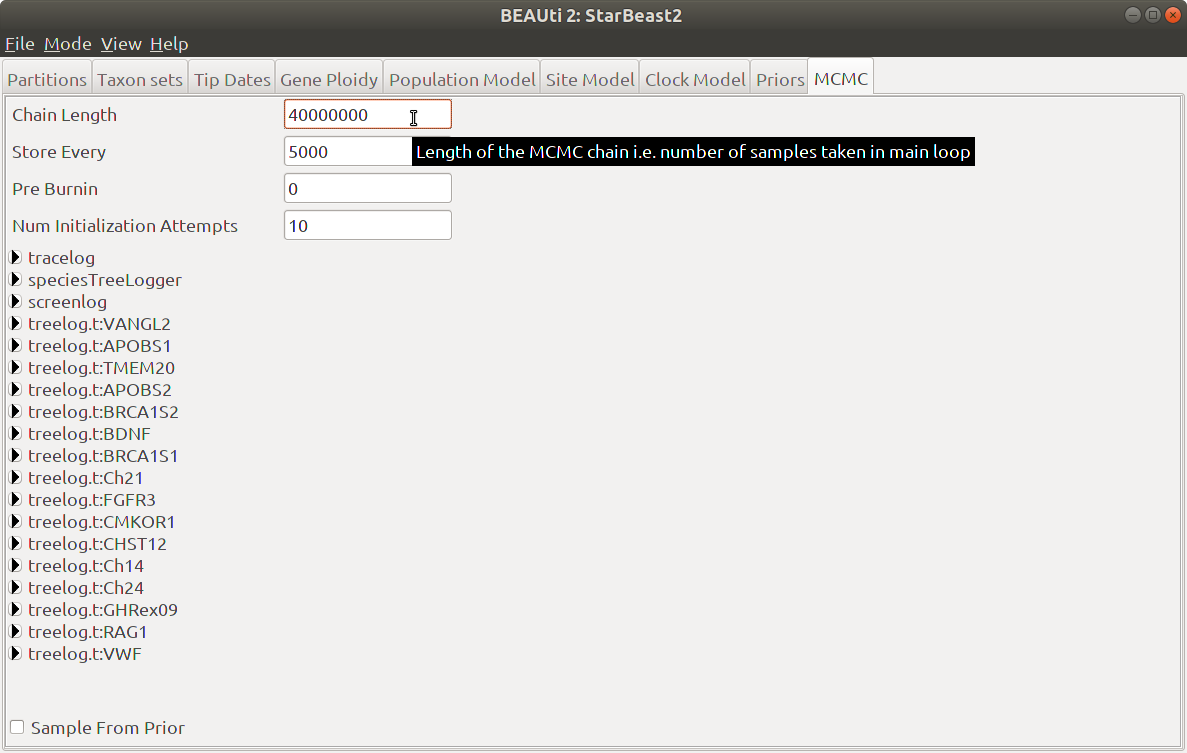 BEAUti 2: StarBeast2
File Mode View Help
Partitions Taxon sets Tip Dates Gene Ploidy Population Model Site Model Clock Model Priors MCMC
Chain Length 40000000
Store Every 5000 Length of the MCMC chain i.e. number of samples taken in main loop
Pre Burnin 0
Num Initialization Attempts 10
tracelog
speciesTreeLogger
screenlog
treelog.t:VANGL2
treelog.t:APOBS1
treelog.t:TMEM20
treelog.t:APOBS2
treelog.t:BRCA1S2
treelog.t:BDNF
treelog.t:BRCA1S1
treelog.t:Ch21
treelog.t:FGFR3
treelog.t:CMKOR1
treelog.t:CHST12
treelog.t:Ch14
treelog.t:Ch24
treelog.t:GHRex09
treelog.t:RAG1
treelog.t:VWF
Sample From Prior